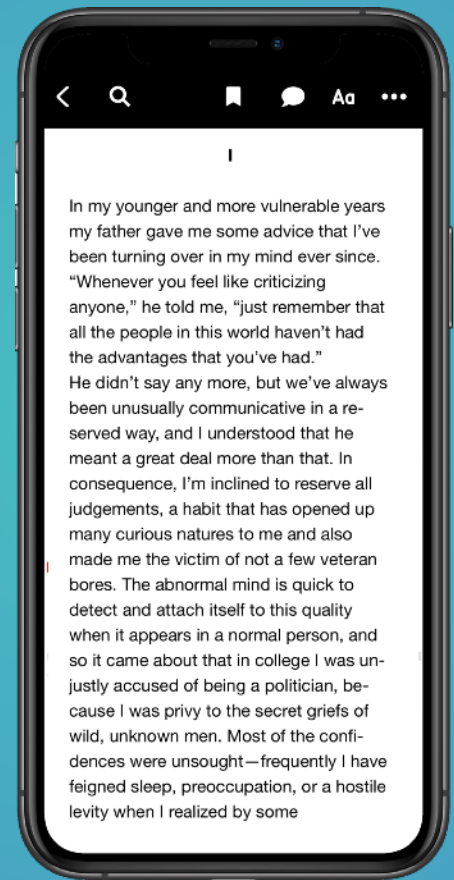 Aa
I
In my younger and more vulnerable years
my father gave me some advice that I’ve
been turning over in my mind ever since.
“Whenever you feel like criticizing
anyone,” he told me, “just remember that
all the people in this world haven’t had
the advantages that you’ve had.”
He didn’t say any more, but we’ve always
been unusually communicative in a re-
served way, and I understood that he
meant a great deal more than that. In
consequence, I’m inclined to reserve all
judgements, a habit that has opened up
many curious natures to me and also
made me the victim of not a few veteran
bores. The abnormal mind is quick to
detect and attach itself to this quality
when it appears in a normal person, and
so it came about that in college I was un-
justly accused of being a politician, be-
cause I was privy to the secret griefs of
wild, unknown men. Most of the confi-
dences were unsought—frequently I have
feigned sleep, preoccupation, or a hostile
levity when I realized by some